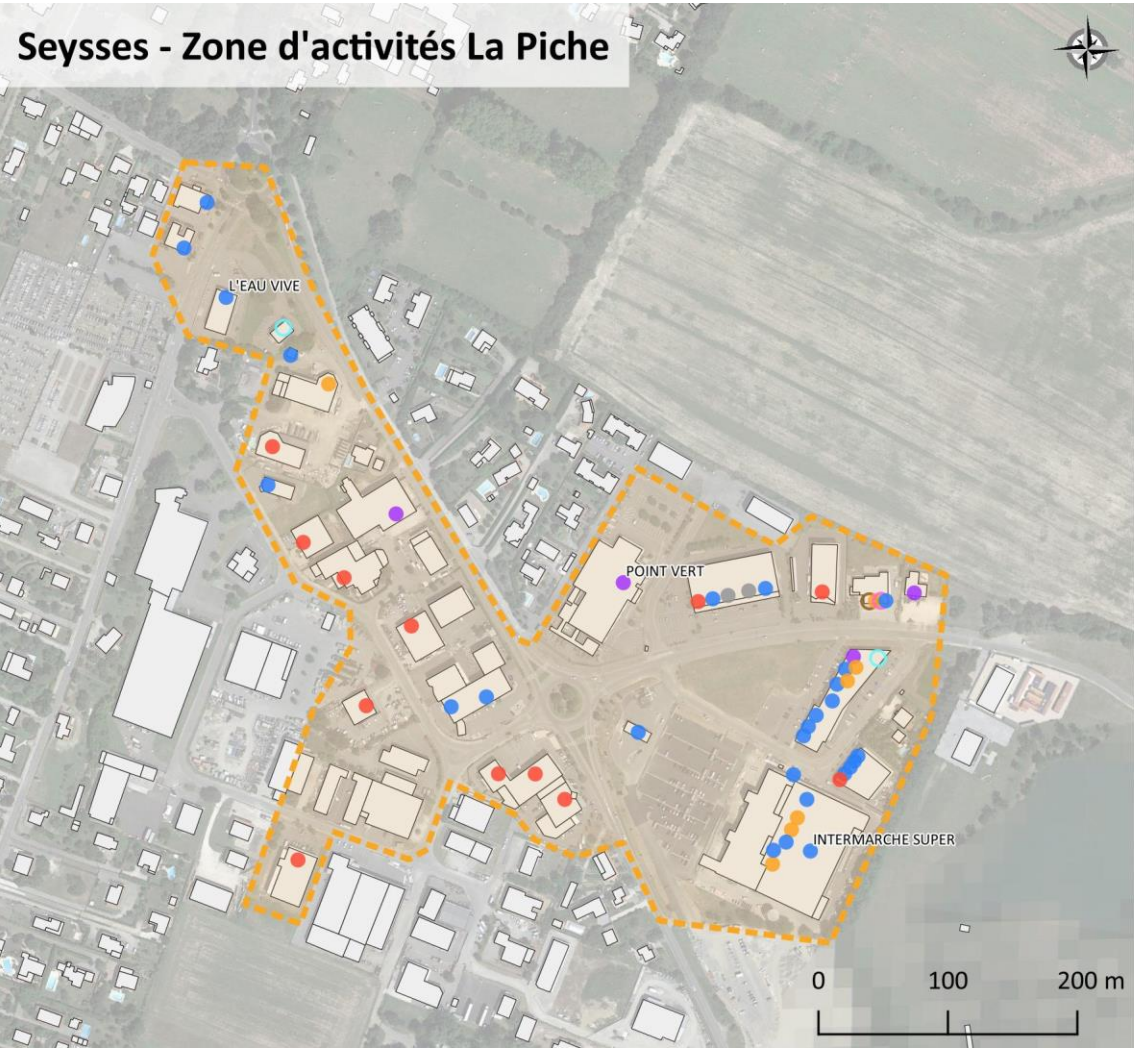 Seysses - Zone d'activités La Piche
L'EAU VIVE
POINT VERT
INTERMARCHE SUPER
0 100 200 m